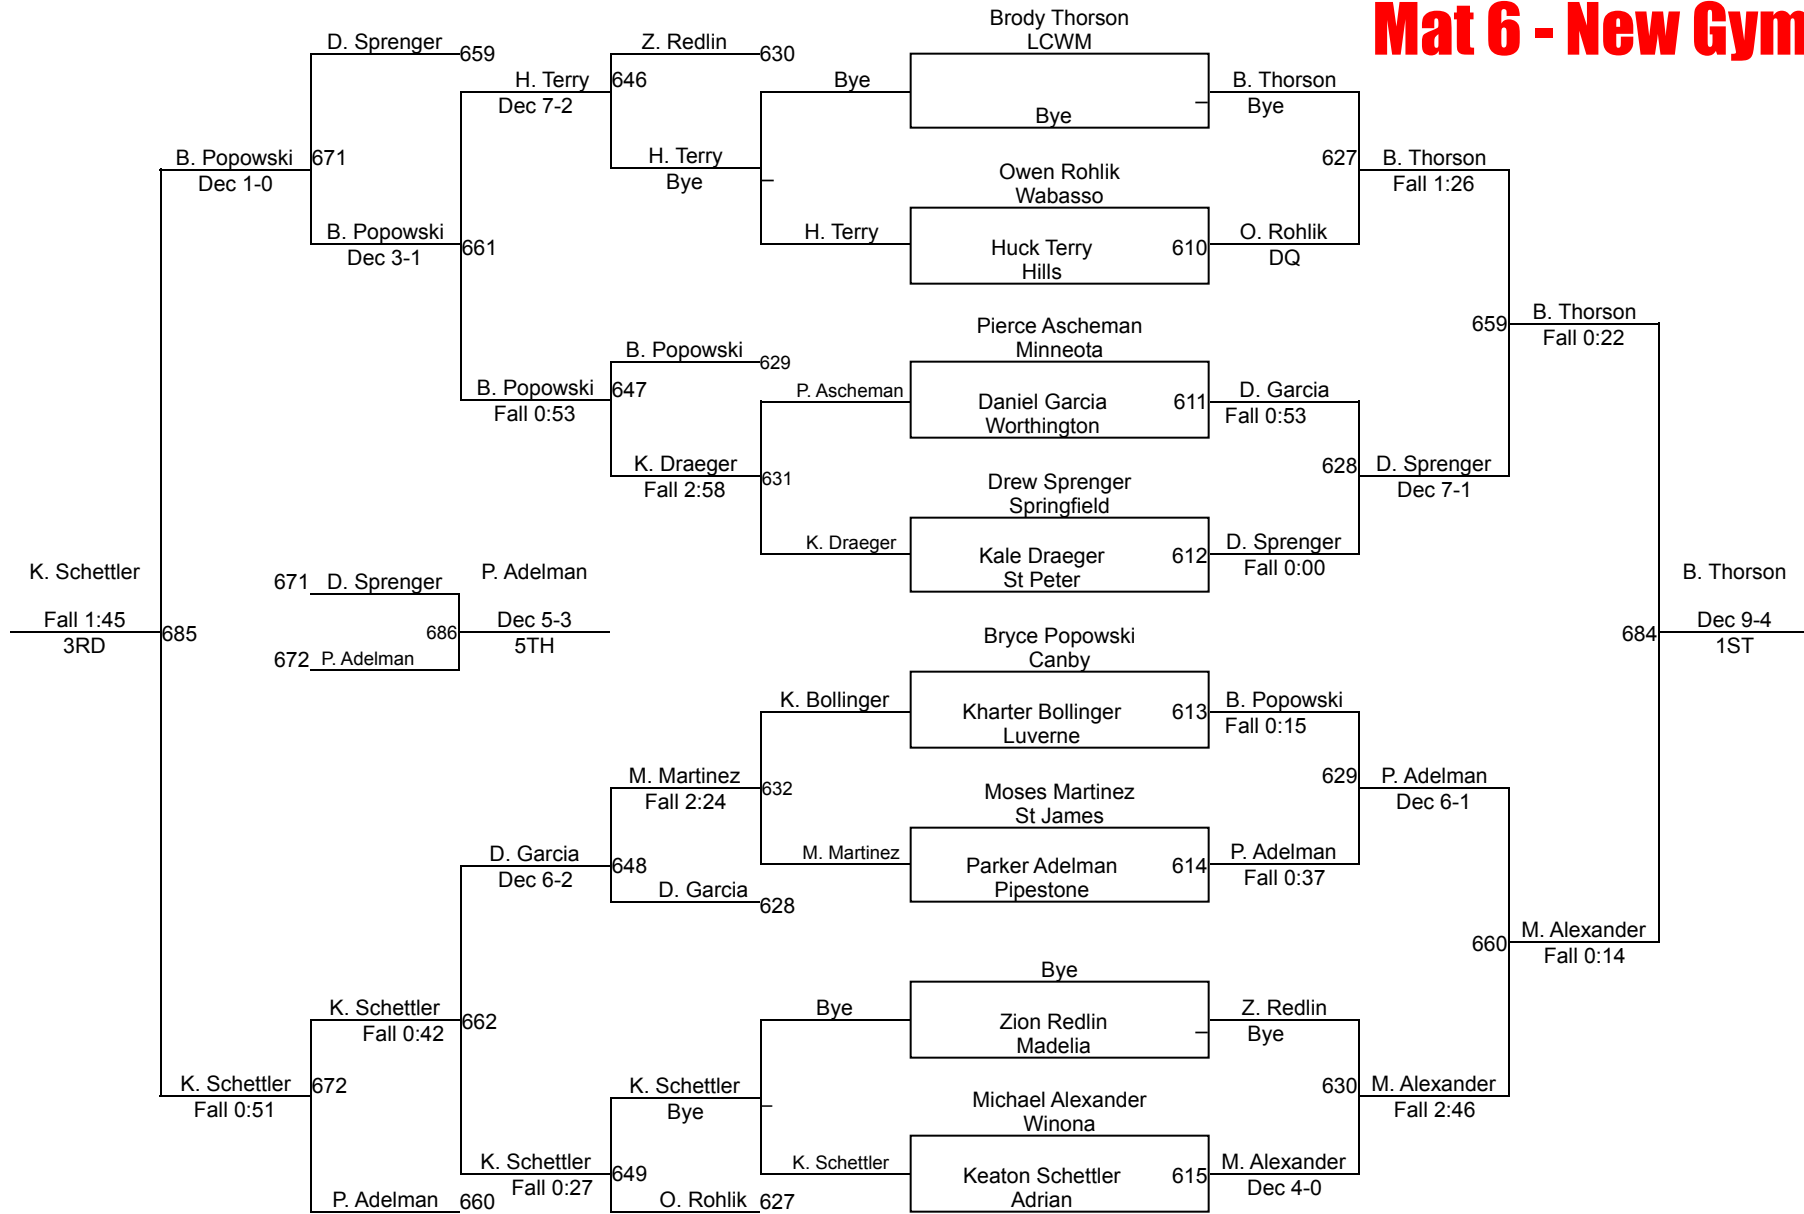 Mat 6 - New Gym
Brody Thorson
LCWM
D. Sprenger
659
Z. Redlin
630
H. Terry
646
Dec 7-2
Bye
Bye
B. Thorson
Bye
B. Popowski
671
Dec 1-0
H. Terry
Bye
627
B. Thorson
Fall 1:26
Owen Rohlik
Wabasso
B. Popowski
661
Dec 3-1
H. Terry
Huck Terry
Hills
610
O. Rohlik
DQ
Pierce Ascheman
Minneota
659
B. Thorson
Fall 0:22
B. Popowski
629
B. Popowski
647
Fall 0:53
P. Ascheman
Daniel Garcia
Worthington
611
D. Garcia
Fall 0:53
K. Draeger
631
Fall 2:58
Drew Sprenger
Springfield
628
D. Sprenger
Dec 7-1
K. Draeger
Kale Draeger
St Peter
612
D. Sprenger
Fall 0:00
K. Schettler
671
D. Sprenger
P. Adelman
B. Thorson
Fall 1:45
3RD
685
686
Dec 5-3
5TH
684
Dec 9-4
1ST
672
P. Adelman
Bryce Popowski
Canby
K. Bollinger
Kharter Bollinger
Luverne
613
B. Popowski
Fall 0:15
M. Martinez
632
Fall 2:24
Moses Martinez
St James
629
P. Adelman
Dec 6-1
D. Garcia
648
Dec 6-2
M. Martinez
Parker Adelman
Pipestone
614
P. Adelman
Fall 0:37
D. Garcia
628
660
M. Alexander
Fall 0:14
Bye
K. Schettler
662
Fall 0:42
Bye
Zion Redlin
Madelia
Z. Redlin
Bye
K. Schettler
672
Fall 0:51
K. Schettler
Bye
Michael Alexander
Winona
630
M. Alexander
Fall 2:46
K. Schettler
649
Fall 0:27
K. Schettler
Keaton Schettler
Adrian
615
M. Alexander
Dec 4-0
P. Adelman
660
O. Rohlik
627